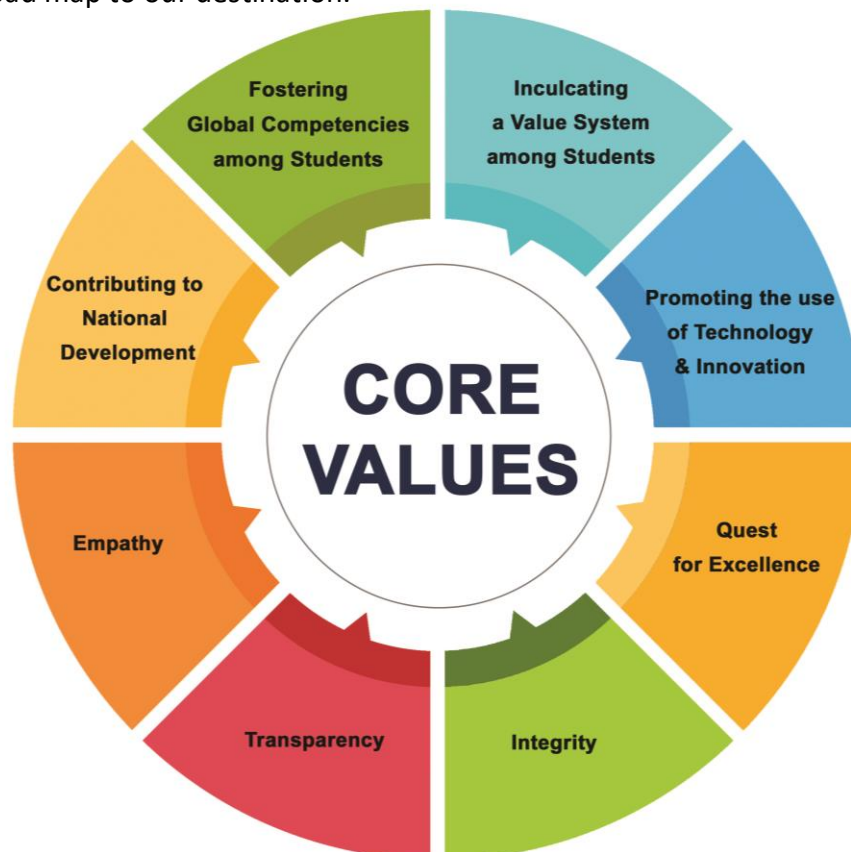 map to our destination.
Fostering
Global Competencies
among Students
Inculcating
a Value System
among Students
Promoting the use
of Technology
& Innovation
Quest
for Excellence
Integrity
Transparency
Empathy
Contributing to
National
Development
CORE
VALUES